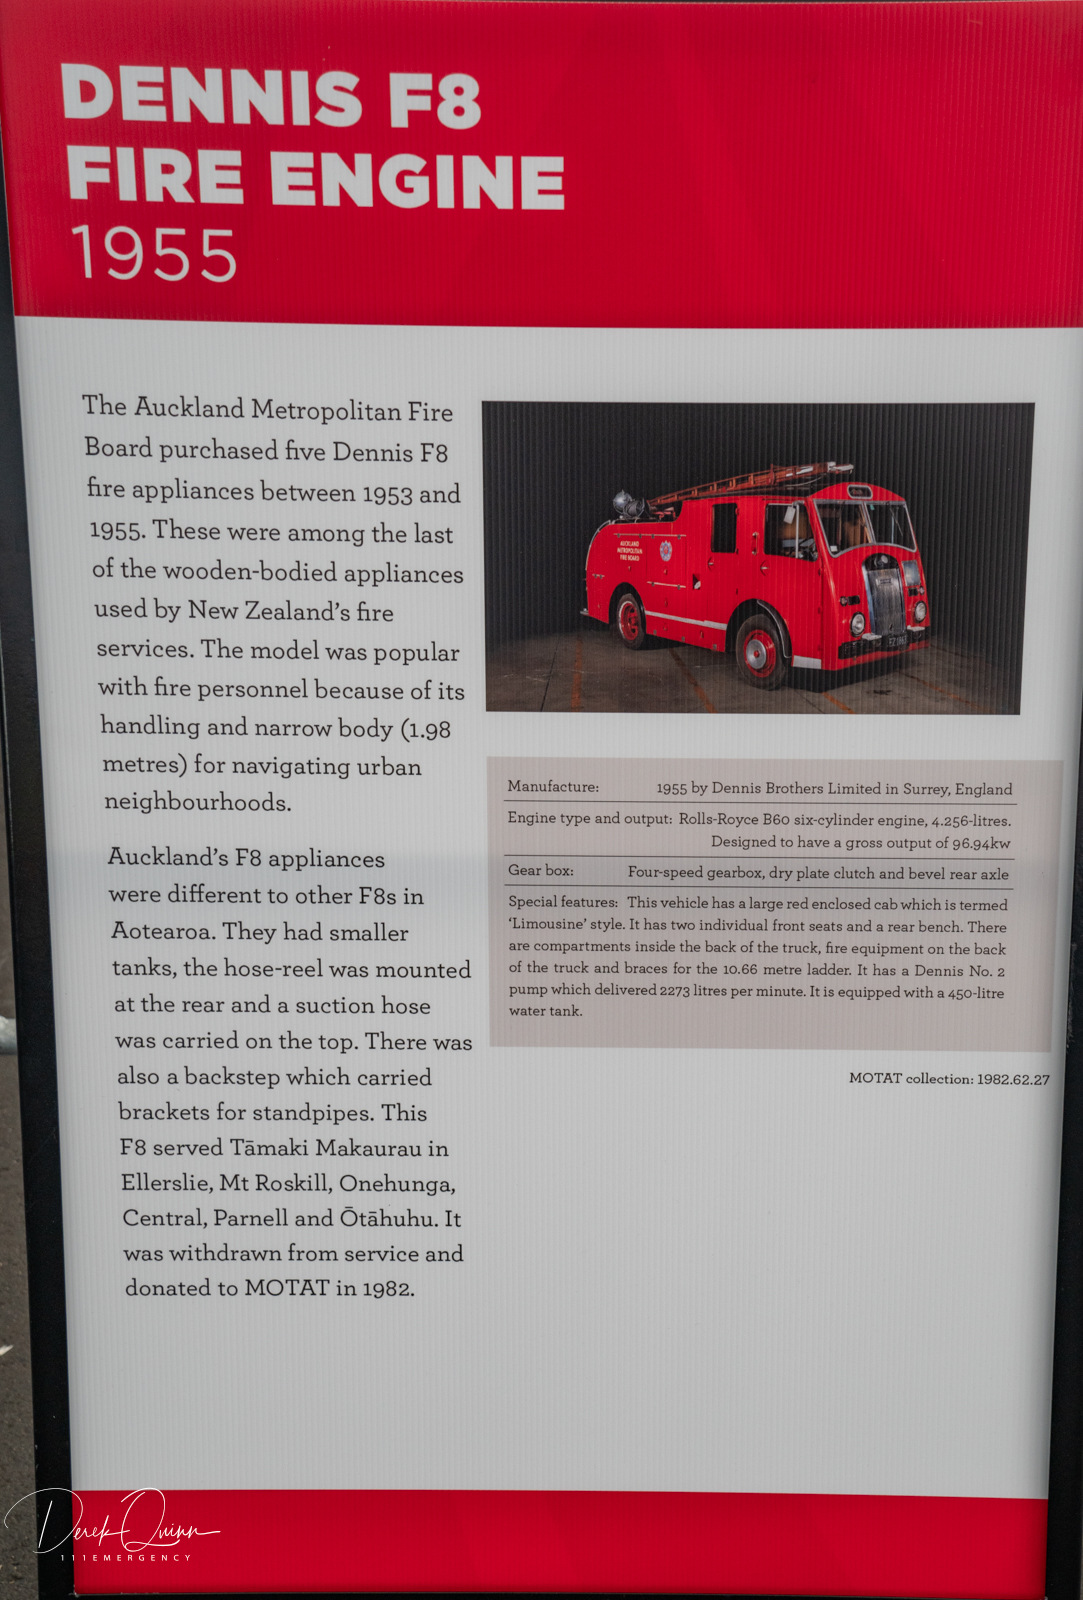 DENNIS F8
FIRE ENGINE
1955
The Auckland Metropolitan Fire
Board purchased five Dennis F8
fire appliances between 1953 and
1955. These were among the last
of the wooden-bodied appliances
used by New Zealand's fire
services. The model was popular
with fire personnel because of its
handling and narrow body (1.98
metres) for navigating urban
neighbourhoods.
Auckland's F8 appliances
were different to other F8s in
Aotearoa. They had smaller
tanks, the hose-reel was mounted
at the rear and a suction hose
was carried on the top. There was
also a backstep which carried
brackets for standpipes. This
F8 served Tāmaki Makaurau in
Ellerslie, Mt Roskill, Onehunga,
Central, Parnell and Ōtāhuhu. It
was withdrawn from service and
donated to MOTAT in 1982.
AUCKLAND
METROPOLITAN
FIRE BOARD
Manufacture: 1955 by Dennis Brothers Limited in Surrey, England
Engine type and output: Rolls-Royce B60 six-cylinder engine, 4.256-litres.
Designed to have a gross output of 96.94kw
Gear box: Four-speed gearbox, dry plate clutch and bevel rear axle
Special features: This vehicle has a large red enclosed cab which is termed
'Limousine' style. It has two individual front seats and a rear bench. There
are compartments inside the back of the truck, fire equipment on the back
of the truck and braces for the 10.66 metre ladder. It has a Dennis No. 2
pump which delivered 2273 litres per minute. It is equipped with a 450-litre
water tank.
MOTAT collection: 1982.62.27
Derek Quinn
111EMERGENCY